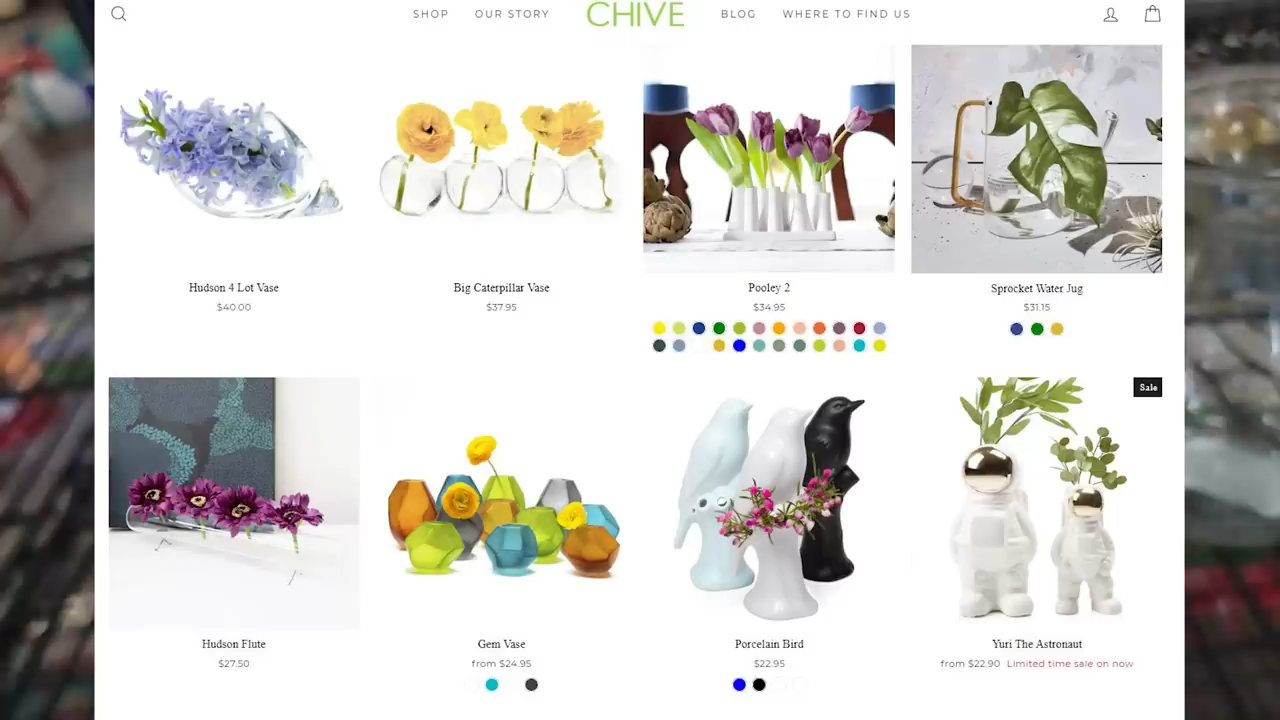 SHOP OUR STORY CHIVE BLOG WHERE TO FIND US
Hudson 4 Lot Vase
$40.00
Big Caterpillar Vase
$37.95
Pooley 2
$34.95
Sprocket Water Jug
$31.15
Sale
Hudson Flute
$27.50
Gem Vase
from $24.95
Porcelain Bird
$22.95
Yuri The Astronaut
from $22.90 Limited time sale on now